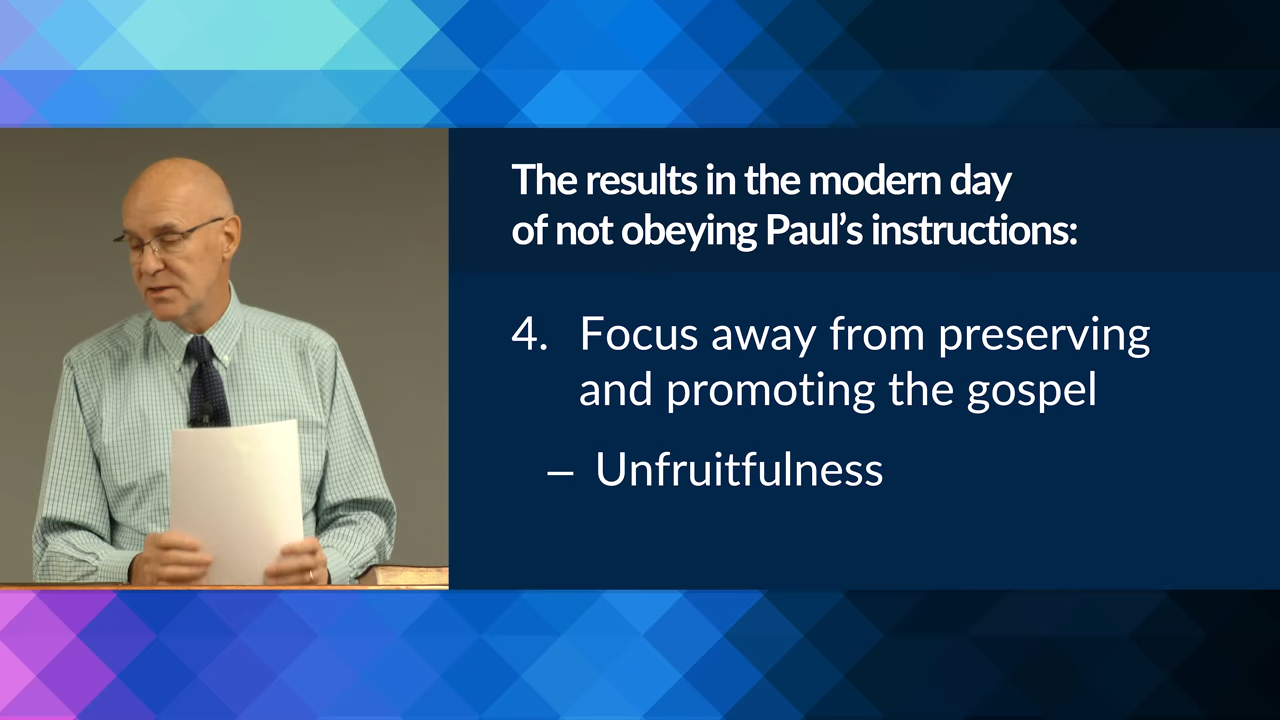 The results in the modern day
of not obeying Paul’s instructions:
4. Focus away from preserving
and promoting the gospel
– Unfruitfulness